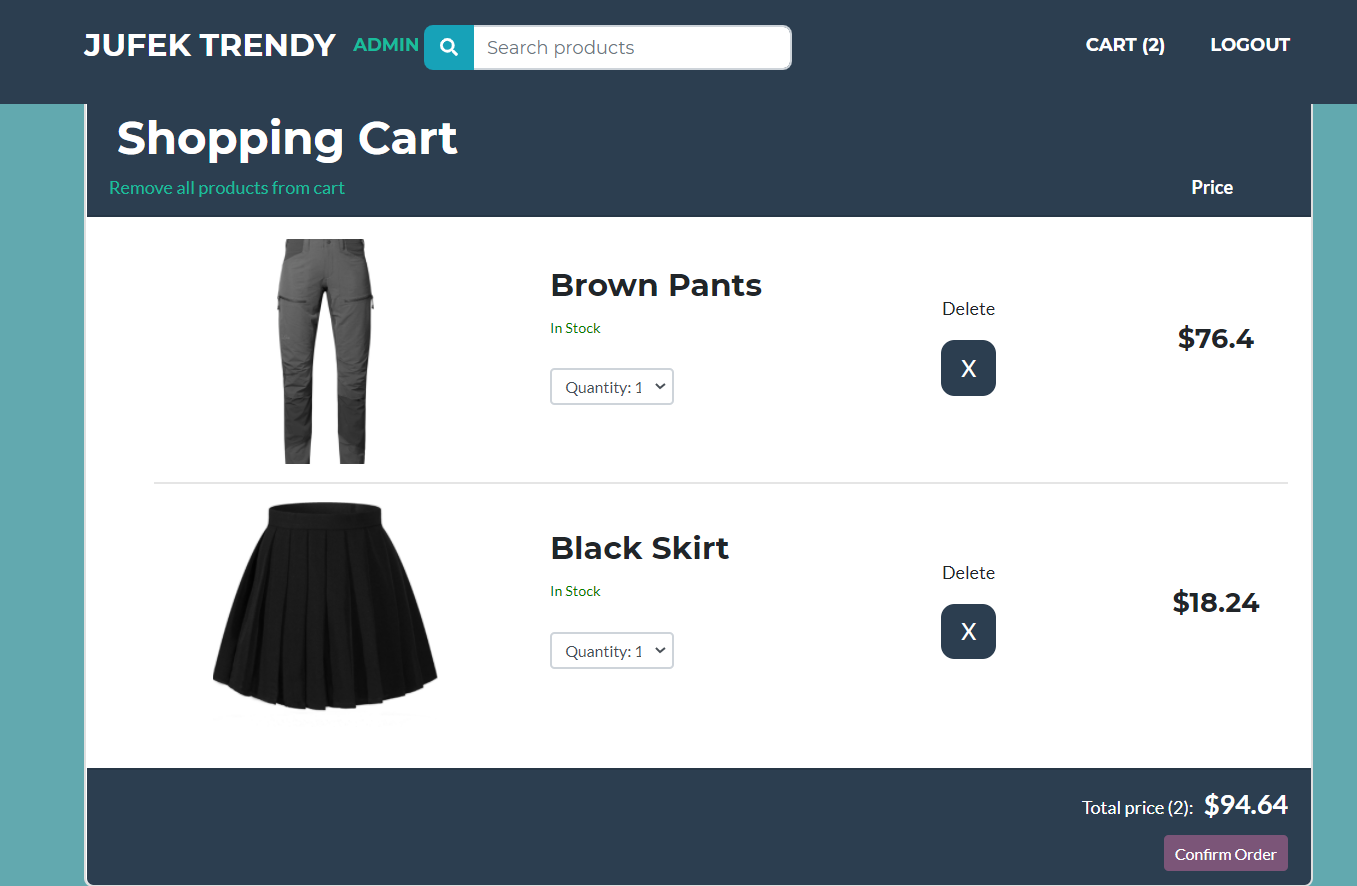 JUFEK TRENDY ADMIN Search products CART (2) LOGOUT
Shopping Cart
Remove all products from cart Price
Brown Pants
In Stock
Quantity: 1
Delete
X
$76.4
Black Skirt
In Stock
Quantity: 1
Delete
X
$18.24
Total price (2): $94.64
Confirm Order